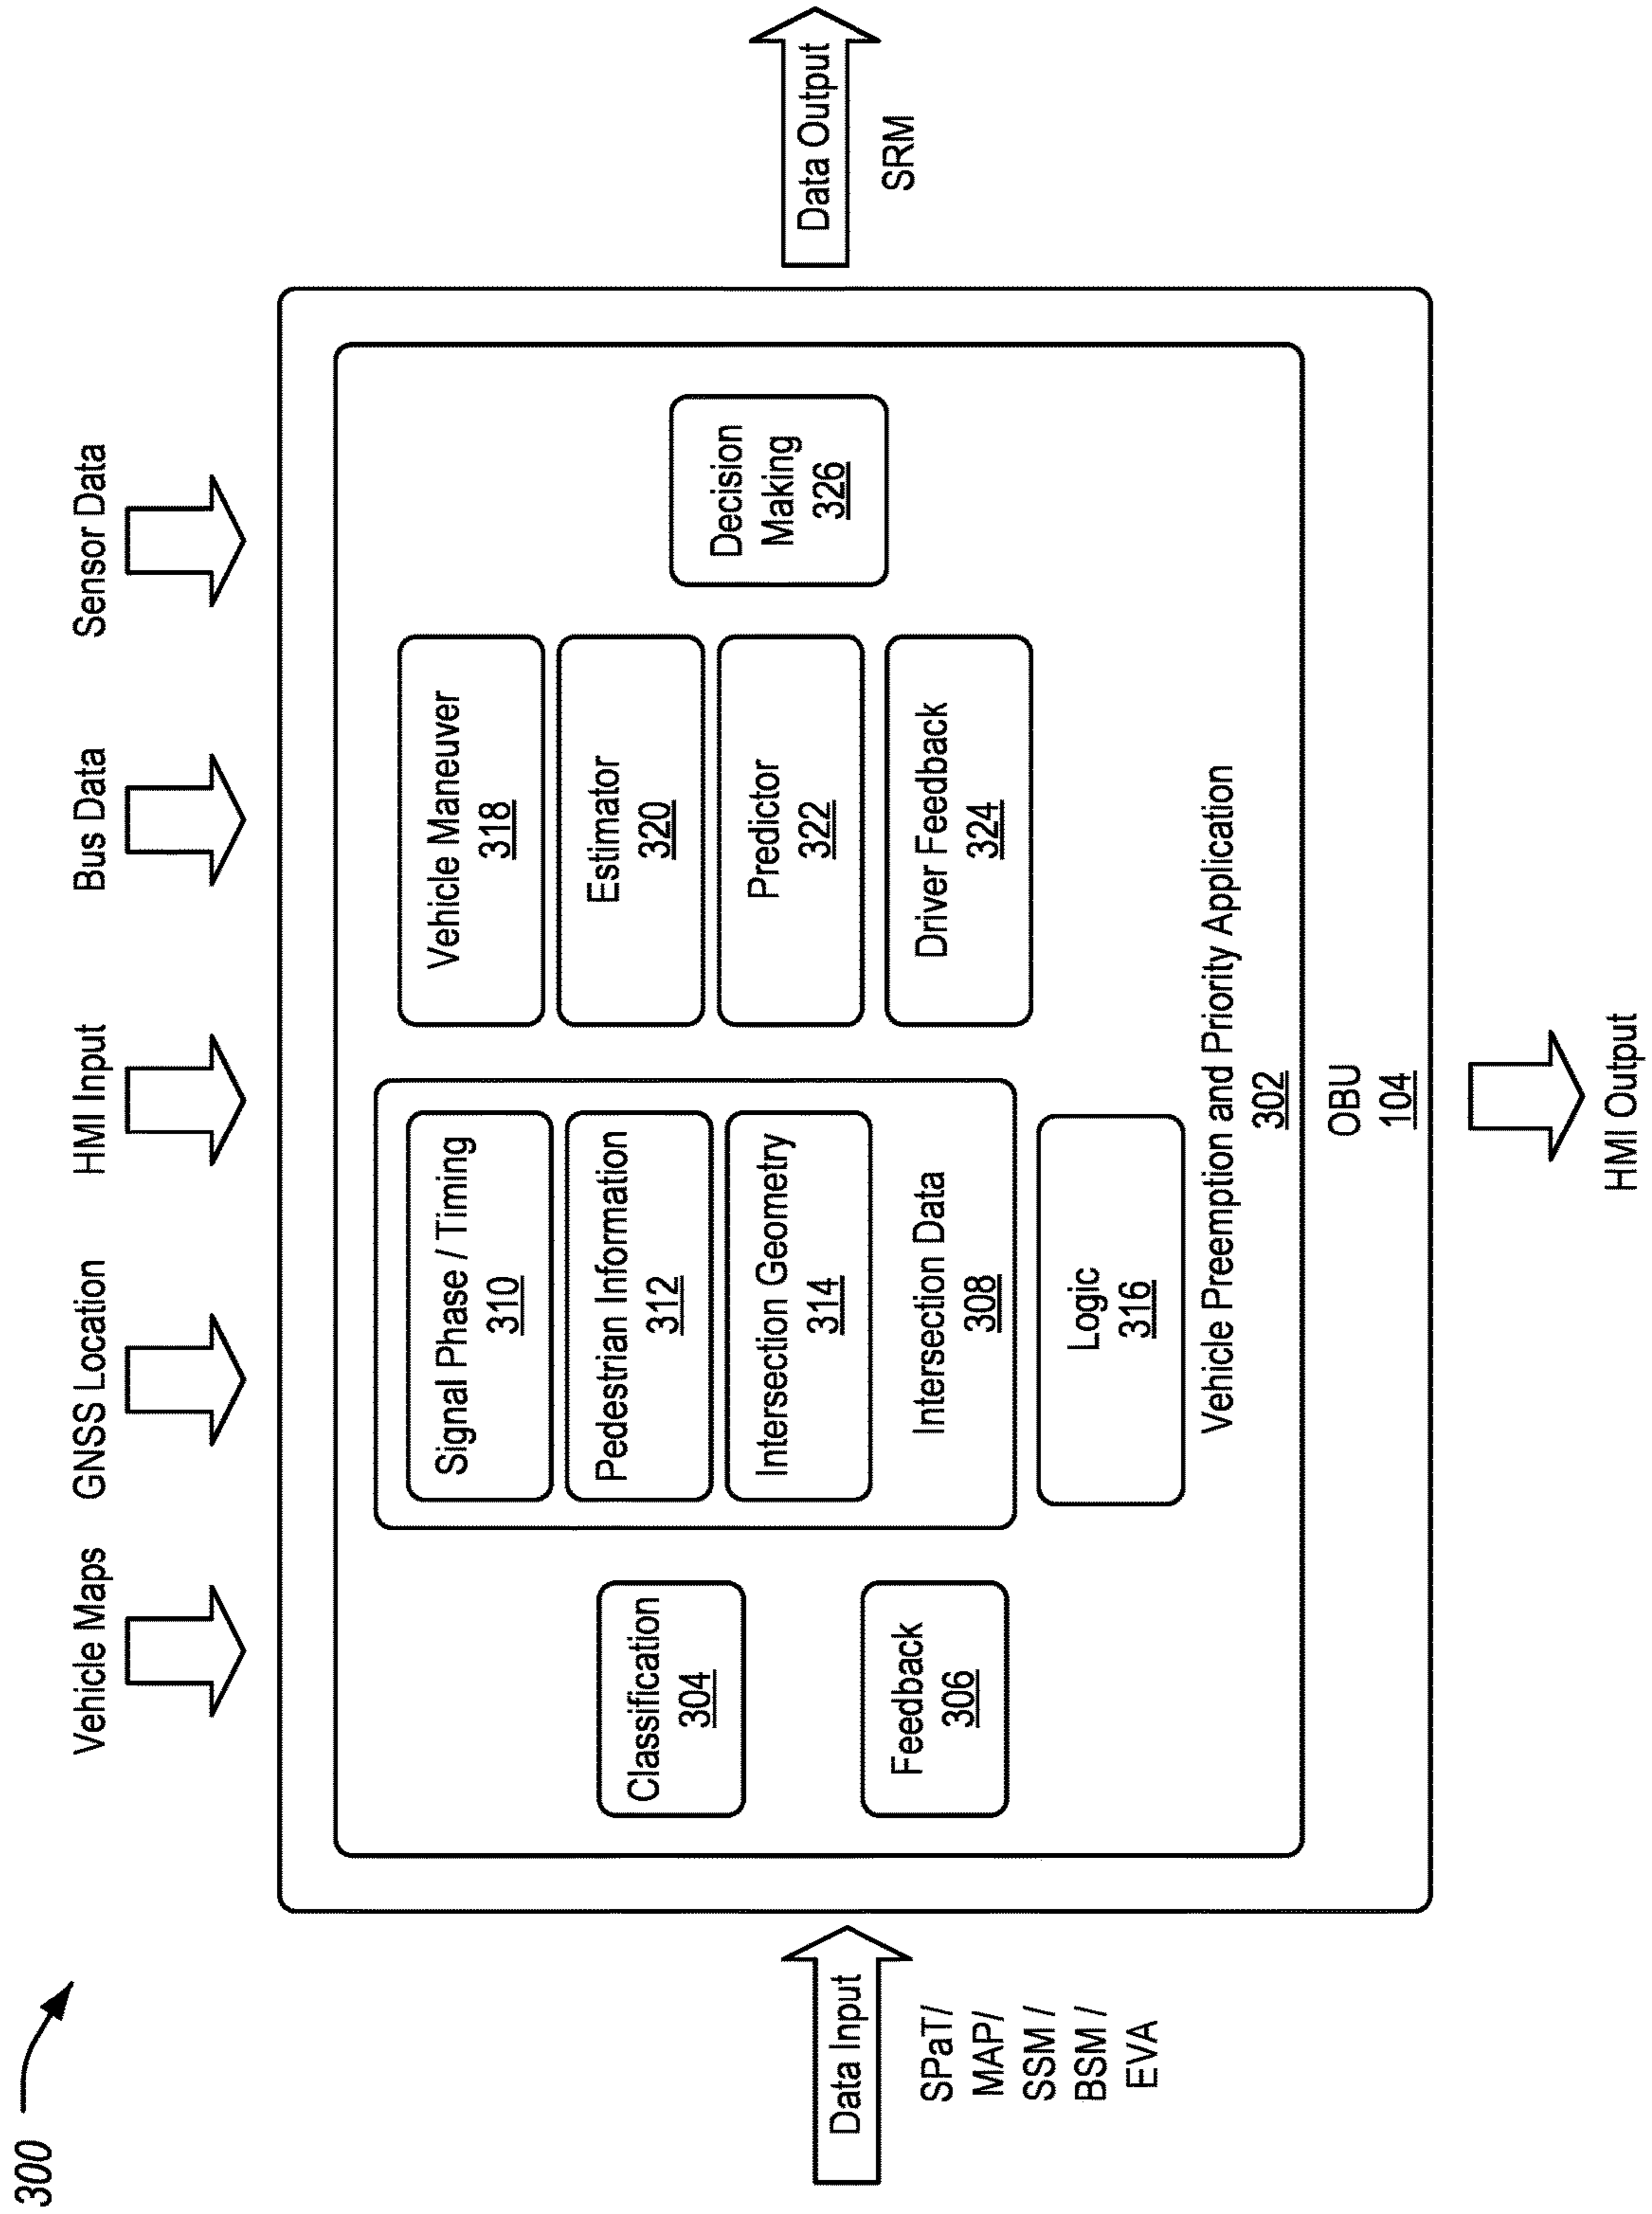 300
Vehicle Maps
GNSS Location
HMI Input
Bus Data
Sensor Data
Data Input
SPaT/
MAP/
SSM /
BSM /
EVA
Classification
304
Feedback
306
Signal Phase / Timing
310
Pedestrian Information
312
Intersection Geometry
314
Intersection Data
308
Logic
316
Vehicle Maneuver
318
Estimator
320
Predictor
322
Driver Feedback
324
Decision
Making
326
Vehicle Preemption and Priority Application
302
OBU
104
Data Output
SRM
HMI Output